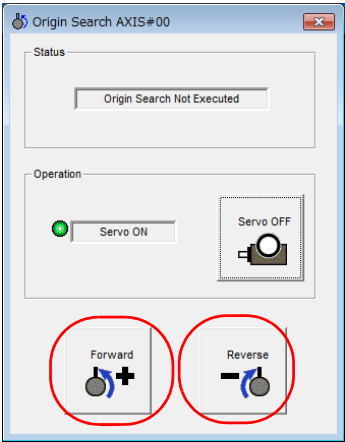 Origin Search AXIS#00
Status
Origin Search Not Executed
Operation
Servo ON
Servo OFF
Forward
Reverse